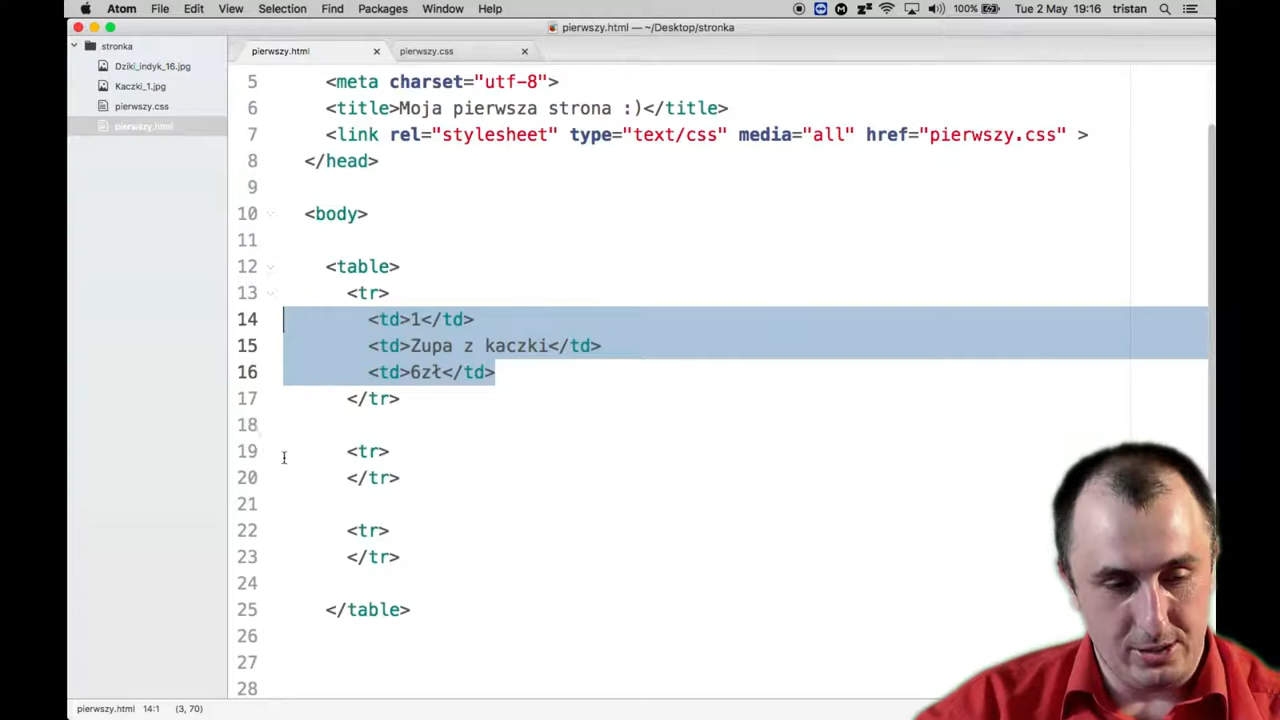 Atom File Edit View Selection Find Packages Window Help 100% Tue 2 May 19:16 tristan
pierwszy.html — ~/Desktop/stronka
stronka
Dziki_indyk_16.jpg
Kaczki_1.jpg
pierwszy.css
pierwszy.html
pierwszy.html pierwszy.css
5 <meta charset="utf-8">
6 <title>Moja pierwsza strona :)</title>
7 <link rel="stylesheet" type="text/css" media="all" href="pierwszy.css" >
8 </head>
9
10 <body>
11
12 <table>
13 <tr>
14 <td>1</td>
15 <td>Zupa z kaczki</td>
16 <td>6zł</td>
17 </tr>
18
19 <tr>
20 </tr>
21
22 <tr>
23 </tr>
24
25 </table>
26
27
28
pierwszy.html 14:1 (3, 70)